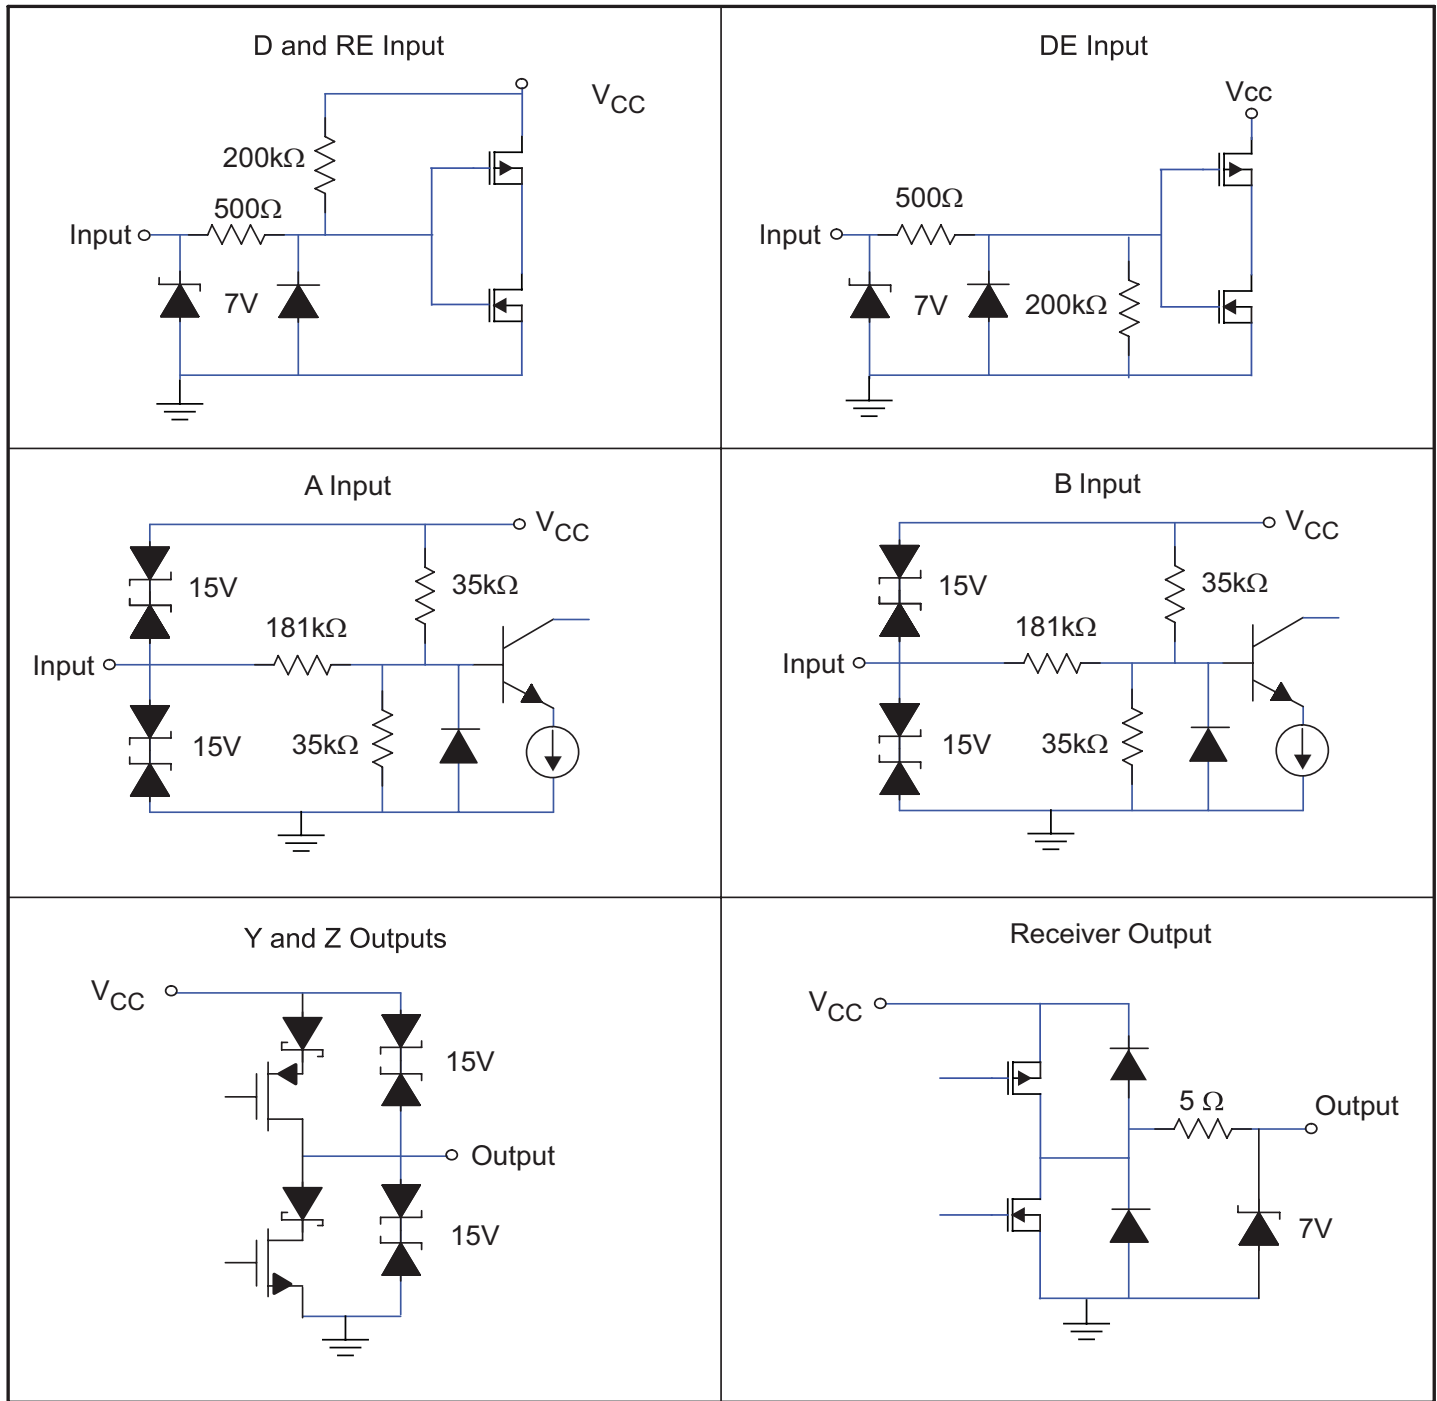 D and RE Input
VCC
200kΩ
500Ω
Input
7V
DE Input
Vcc
500Ω
Input
7V
200kΩ
A Input
VCC
15V
35kΩ
181kΩ
Input
15V
35kΩ
B Input
VCC
15V
35kΩ
181kΩ
Input
15V
35kΩ
Y and Z Outputs
VCC
15V
Output
15V
Receiver Output
VCC
5 Ω
Output
7V